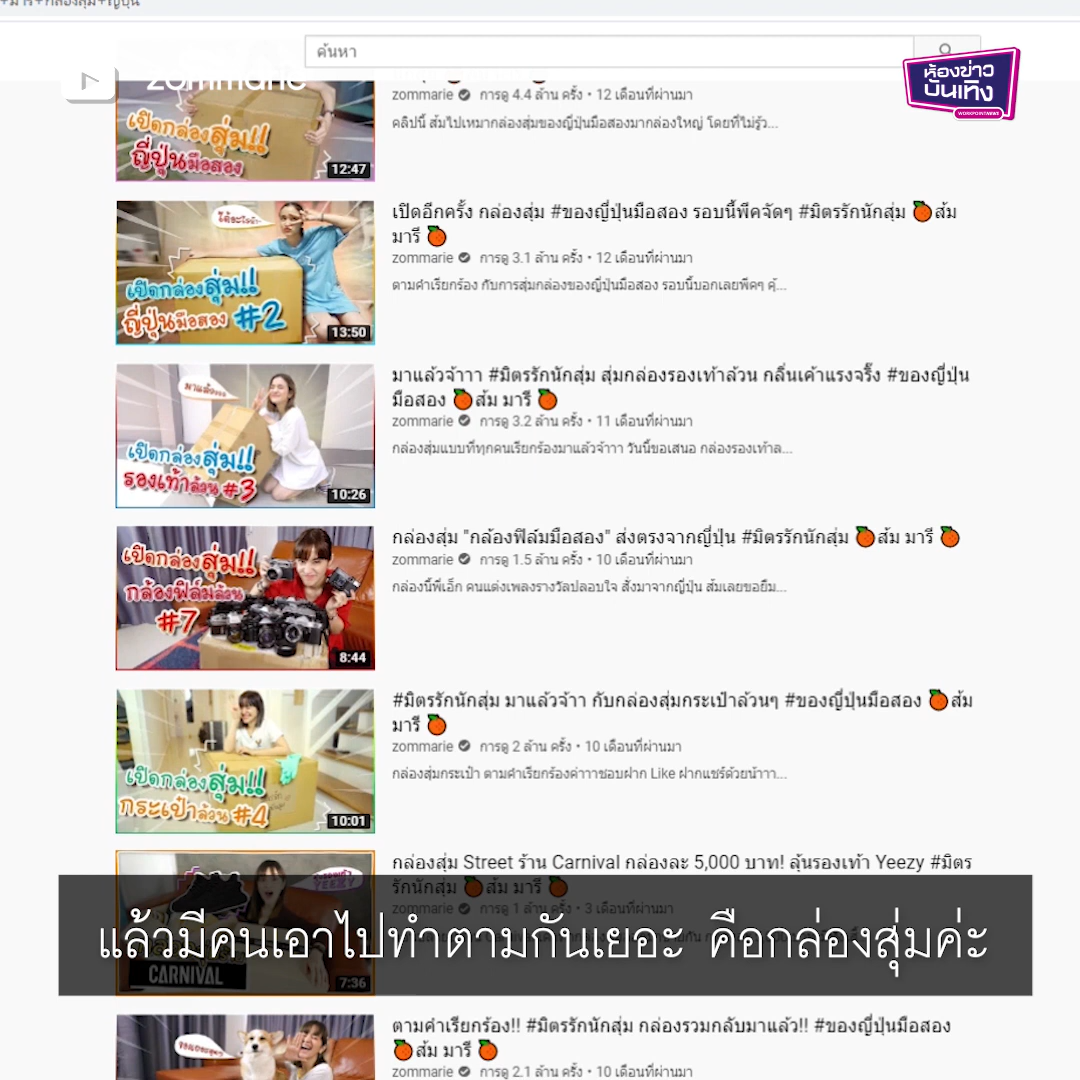 ค้นหา
zommarie
ห้องข่าว
บันเทิง
WORKPOINTNEWS
เปิดกล่องสุ่ม!!
ญี่ปุ่นมือสอง
12:47
zommarie การดู 4.4 ล้าน ครั้ง • 12 เดือนที่ผ่านมา
คลิปนี้ ส้มไปเหมากล่องสุ่มของญี่ปุ่นมือสองมากล่องใหญ่ โดยที่ไม่รู้ว...
เปิดกล่องสุ่ม!!
ญี่ปุ่นมือสอง #2
13:50
เปิดอีกครั้ง กล่องสุ่ม #ของญี่ปุ่นมือสอง รอบนี้พีคจัดๆ #มิตรรักนักสุ่ม 🍊ส้ม
มารี 🍊
zommarie การดู 3.1 ล้าน ครั้ง • 12 เดือนที่ผ่านมา
ตามคำเรียกร้อง กับการสุ่มกล่องของญี่ปุ่นมือสอง รอบนี้บอกเลยพีคๆ คุ้...
มาแล้ววว
เปิดกล่องสุ่ม!!
รองเท้าล้วน #3
10:26
มาแล้วจ้าาา #มิตรรักนักสุ่ม สุ่มกล่องรองเท้าล้วน กลิ่นเค้าแรงจริ๊ง #ของญี่ปุ่น
มือสอง 🍊ส้ม มารี 🍊
zommarie การดู 3.2 ล้าน ครั้ง • 11 เดือนที่ผ่านมา
กล่องสุ่มแบบที่ทุกคนเรียกร้องมาแล้วจ้าาา วันนี้ขอเสนอ กล่องรองเท้าล...
เปิดกล่องสุ่ม!!
กล้องฟิล์มล้วน
#7
8:44
กล่องสุ่ม "กล้องฟิล์มมือสอง" ส่งตรงจากญี่ปุ่น #มิตรรักนักสุ่ม 🍊ส้ม มารี 🍊
zommarie การดู 1.5 ล้าน ครั้ง • 10 เดือนที่ผ่านมา
กล่องนี้พี่เอ็ก คนแต่งเพลงรางวัลปลอบใจ สั่งมาจากญี่ปุ่น ส้มเลยขอยืม...
เปิดกล่องสุ่ม!!
กระเป๋าล้วน #4
10:01
#มิตรรักนักสุ่ม มาแล้วจ้าา กับกล่องสุ่มกระเป๋าล้วนๆ #ของญี่ปุ่นมือสอง 🍊ส้ม
มารี 🍊
zommarie การดู 2 ล้าน ครั้ง • 10 เดือนที่ผ่านมา
กล่องสุ่มกระเป๋า ตามคำเรียกร้องค่าาาชอบฝาก Like ฝากแชร์ด้วยน้าาา...
YEEZY
CARNIVAL
7:36
กล่องสุ่ม Street ร้าน Carnival กล่องละ 5,000 บาท! ลุ้นรองเท้า Yeezy #มิตร
รักนักสุ่ม 🍊ส้ม มารี 🍊
zommarie การดู 1 ล้าน ครั้ง • 3 เดือนที่ผ่านมา
แล้วมีคนเอาไปทำตามกันเยอะ คือกล่องสุ่มค่ะ
ตามคำเรียกร้อง!! #มิตรรักนักสุ่ม กล่องรวมกลับมาแล้ว!! #ของญี่ปุ่นมือสอง
🍊ส้ม มารี 🍊
zommarie การดู 2.1 ล้าน ครั้ง • 10 เดือนที่ผ่านมา